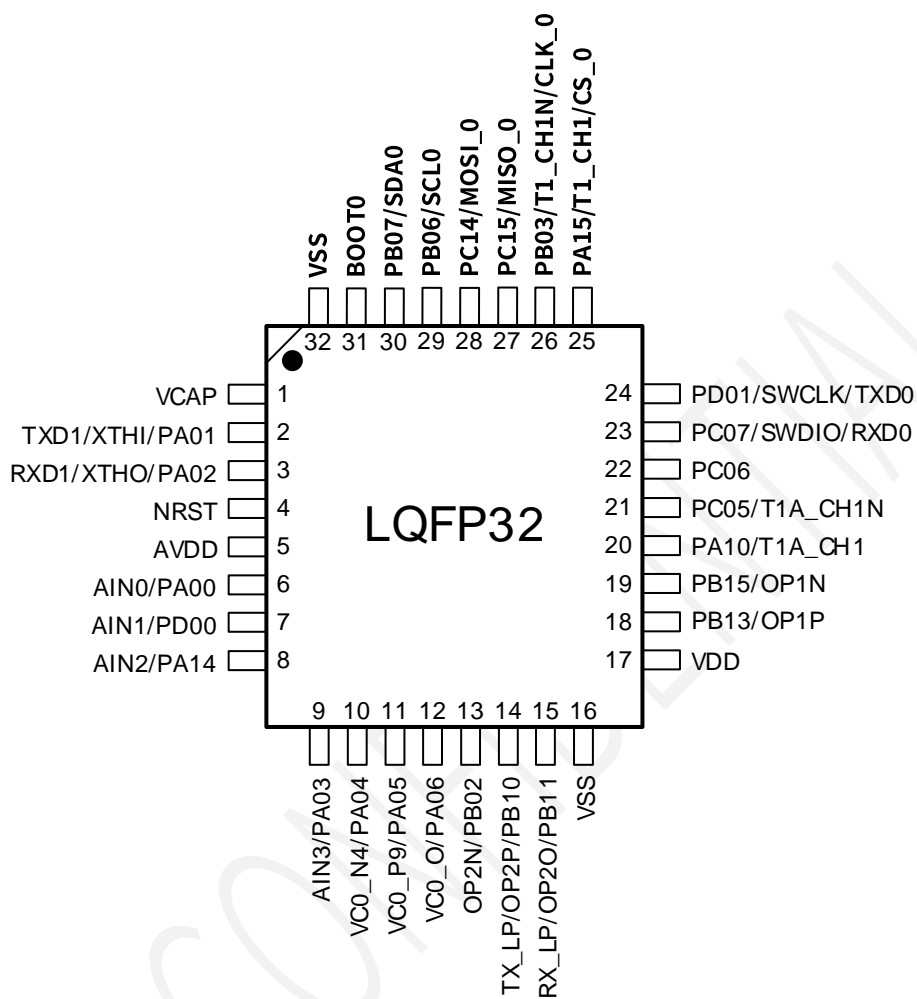 VSS
BOOT0
PB07/SDA0
PB06/SCL0
PC14/MOSI_0
PC15/MISO_0
PB03/T1_CH1N/CLK_0
PA15/T1_CH1/CS_0
32 31 30 29 28 27 26 25
VCAP 1
TXD1/XTHI/PA01 2
RXD1/XTHO/PA02 3
NRST 4
AVDD 5
AIN0/PA00 6
AIN1/PD00 7
AIN2/PA14 8
LQFP32
24 PD01/SWCLK/TXD0
23 PC07/SWDIO/RXD0
22 PC06
21 PC05/T1A_CH1N
20 PA10/T1A_CH1
19 PB15/OP1N
18 PB13/OP1P
17 VDD
9 10 11 12 13 14 15 16
AIN3/PA03
VC0_N4/PA04
VC0_P9/PA05
VC0_O/PA06
OP2N/PB02
TX_LP/OP2P/PB10
RX_LP/OP2O/PB11
VSS
CONFIDENTIAL